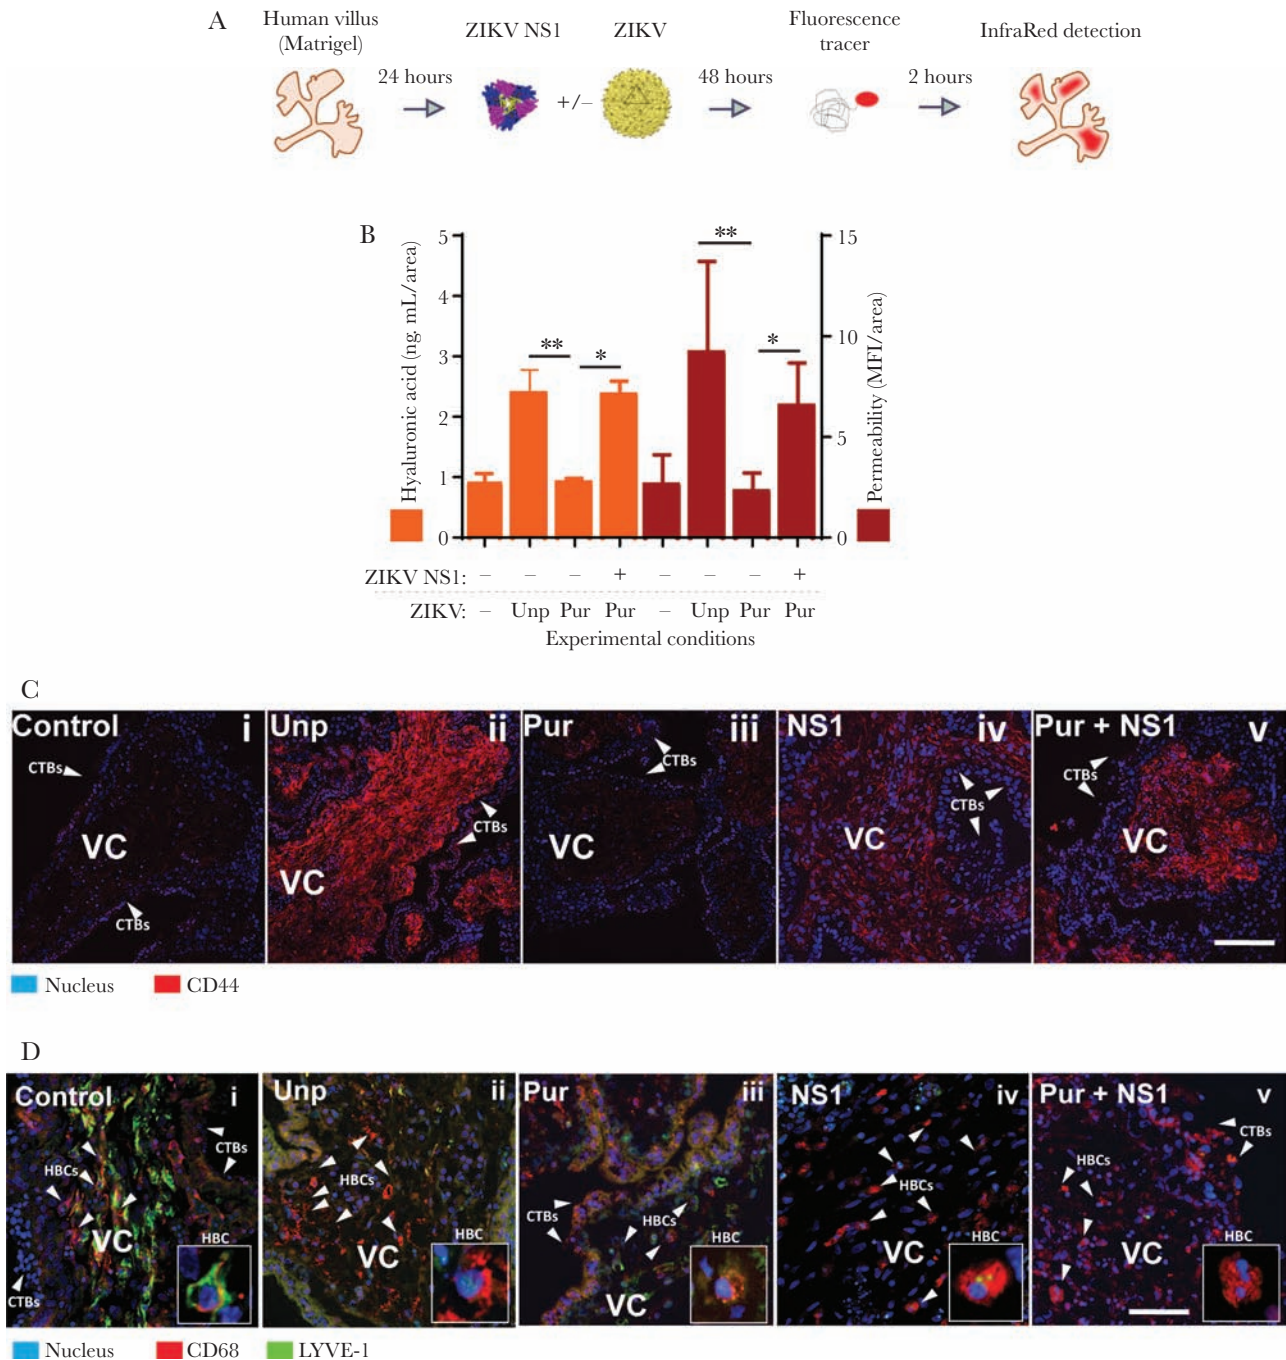 A
Human villus
(Matrigel)
ZIKV NS1
ZIKV
Fluorescence
tracer
InfraRed detection
24 hours
+/–
48 hours
2 hours
B
Hyaluronic acid (ng. mL/area)
5
4
3
2
1
0
** * ** *
15
10
5
0
Permeability (MFI/area)
ZIKV NS1: – – – + – – – +
ZIKV: – Unp Pur Pur – Unp Pur Pur
Experimental conditions
C
Control i
CTBs
VC
CTBs
Unp ii
CTBs
VC
Pur iii
CTBs
VC
NS1 iv
CTBs
VC
Pur + NS1 v
CTBs
VC
Nucleus CD44
D
Control i
CTBs
HBCs
VC
HBC
CTBs
Unp ii
HBCs
VC
HBC
Pur iii
CTBs
HBCs
HBC
VC
NS1 iv
HBCs
VC
HBC
Pur + NS1 v
CTBs
HBCs
VC
HBC
Nucleus CD68 LYVE-1